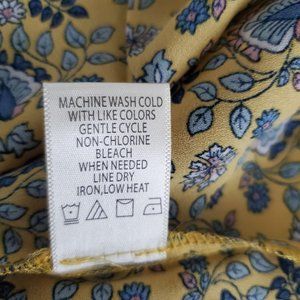 MACHINE WASH COLD
WITH LIKE COLORS
GENTLE CYCLE
NON-CHLORINE
BLEACH
WHEN NEEDED
LINE DRY
IRON,LOW HEAT